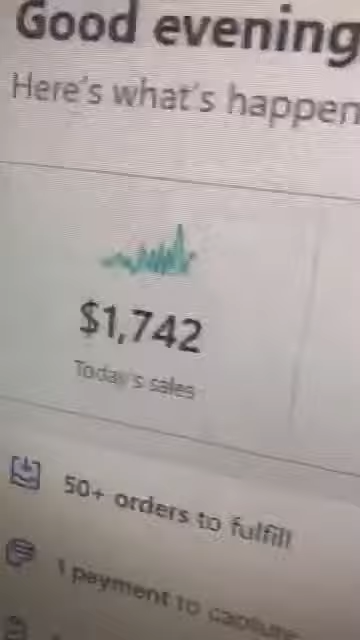 Good evening
Here's what's happen
$1,742
Today's sales
50+ orders to fulfill
1 payment to capture